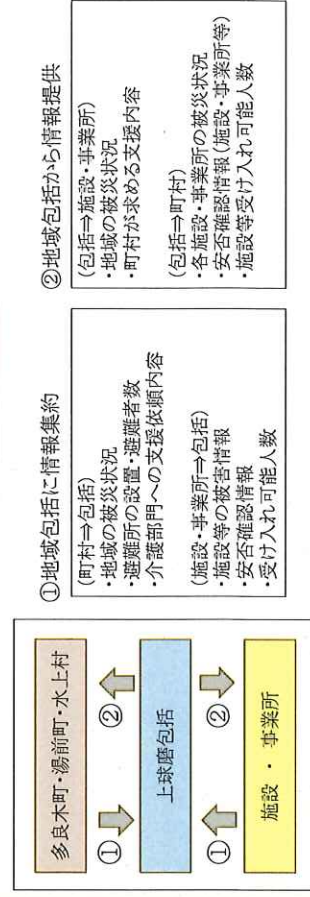 多良木町・湯前町・水上村
① ②
上球磨包括
① ②
施設 ・ 事業所
①地域包括に情報集約
(町村⇒包括)
・地域の被災状況
・避難所の設置・避難者数
・介護部門への支援依頼内容
(施設・事業所⇒包括)
・施設等の被害情報
・安否確認情報
・受け入れ可能人数
②地域包括から情報提供
(包括⇒施設・事業所)
・地域の被災状況
・町村が求める支援内容
(包括⇒町村)
・各施設・事業所の被災状況
・安否確認情報(施設・事業所等)
・施設等受け入れ可能人数